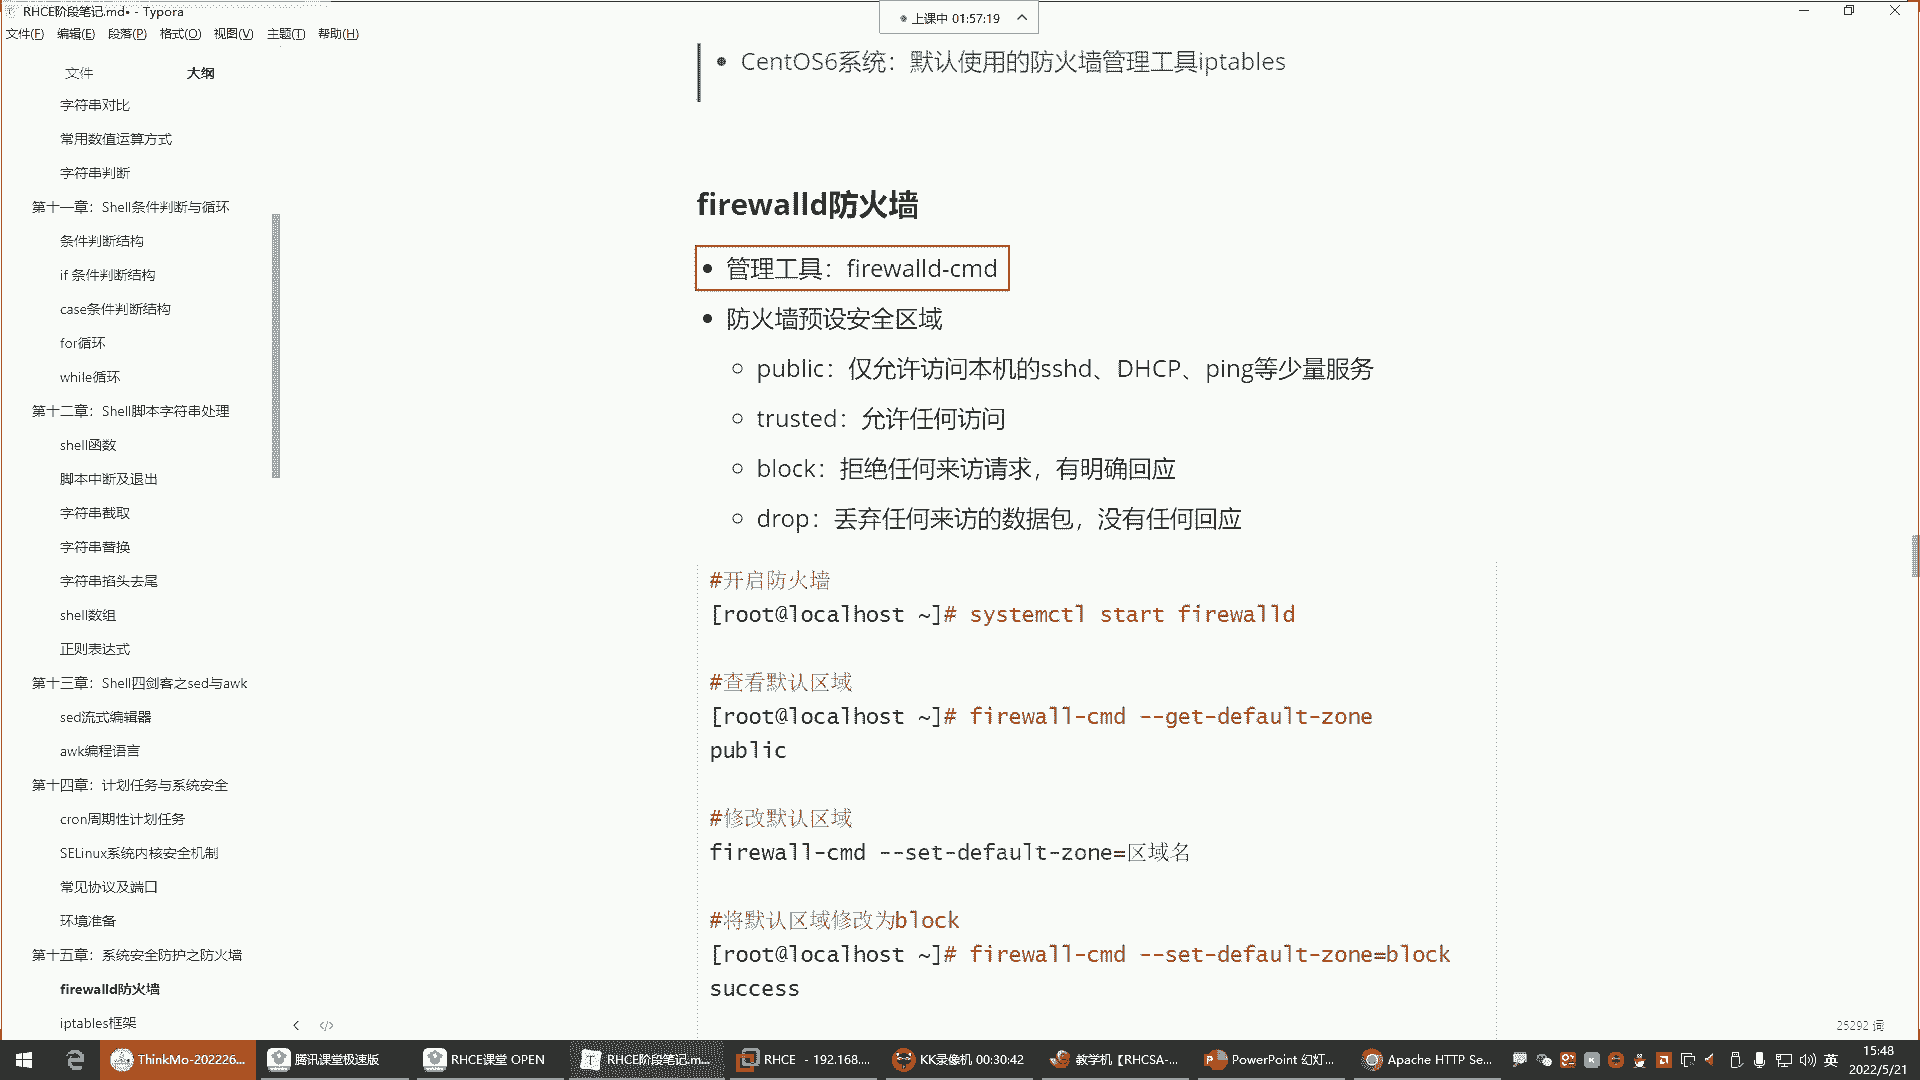 RHCE阶段笔记.md• - Typora
上课中 01:57:19
文件(F) 编辑(E) 段落(P) 格式(O) 视图(V) 主题(T) 帮助(H)
文件 大纲
字符串对比
常用数值运算方式
字符串判断
第十一章：Shell条件判断与循环
条件判断结构
if 条件判断结构
case条件判断结构
for循环
while循环
第十二章：Shell脚本字符串处理
shell函数
脚本中断及退出
字符串截取
字符串替换
字符串掐头去尾
shell数组
正则表达式
第十三章：Shell四剑客之sed与awk
sed流式编辑器
awk编程语言
第十四章：计划任务与系统安全
cron周期性计划任务
SELinux系统内核安全机制
常见协议及端口
环境准备
第十五章：系统安全防护之防火墙
firewalld防火墙
iptables框架
CentOS6系统：默认使用的防火墙管理工具iptables
firewalld防火墙
管理工具：firewalld-cmd
防火墙预设安全区域
public：仅允许访问本机的sshd、DHCP、ping等少量服务
trusted：允许任何访问
block：拒绝任何来访请求，有明确回应
drop：丢弃任何来访的数据包，没有任何回应
#开启防火墙
[root@localhost ~]# systemctl start firewalld
#查看默认区域
[root@localhost ~]# firewall-cmd --get-default-zone
public
#修改默认区域
firewall-cmd --set-default-zone=区域名
#将默认区域修改为block
[root@localhost ~]# firewall-cmd --set-default-zone=block
success
25292 词
ThinkMo-202226...
腾讯课堂极速版
RHCE课堂 OPEN
RHCE阶段笔记.m...
RHCE - 192.168....
KK录像机 00:30:42
教学机【RHCSA-...
PowerPoint 幻灯...
Apache HTTP Se...
英
15:48
2022/5/21